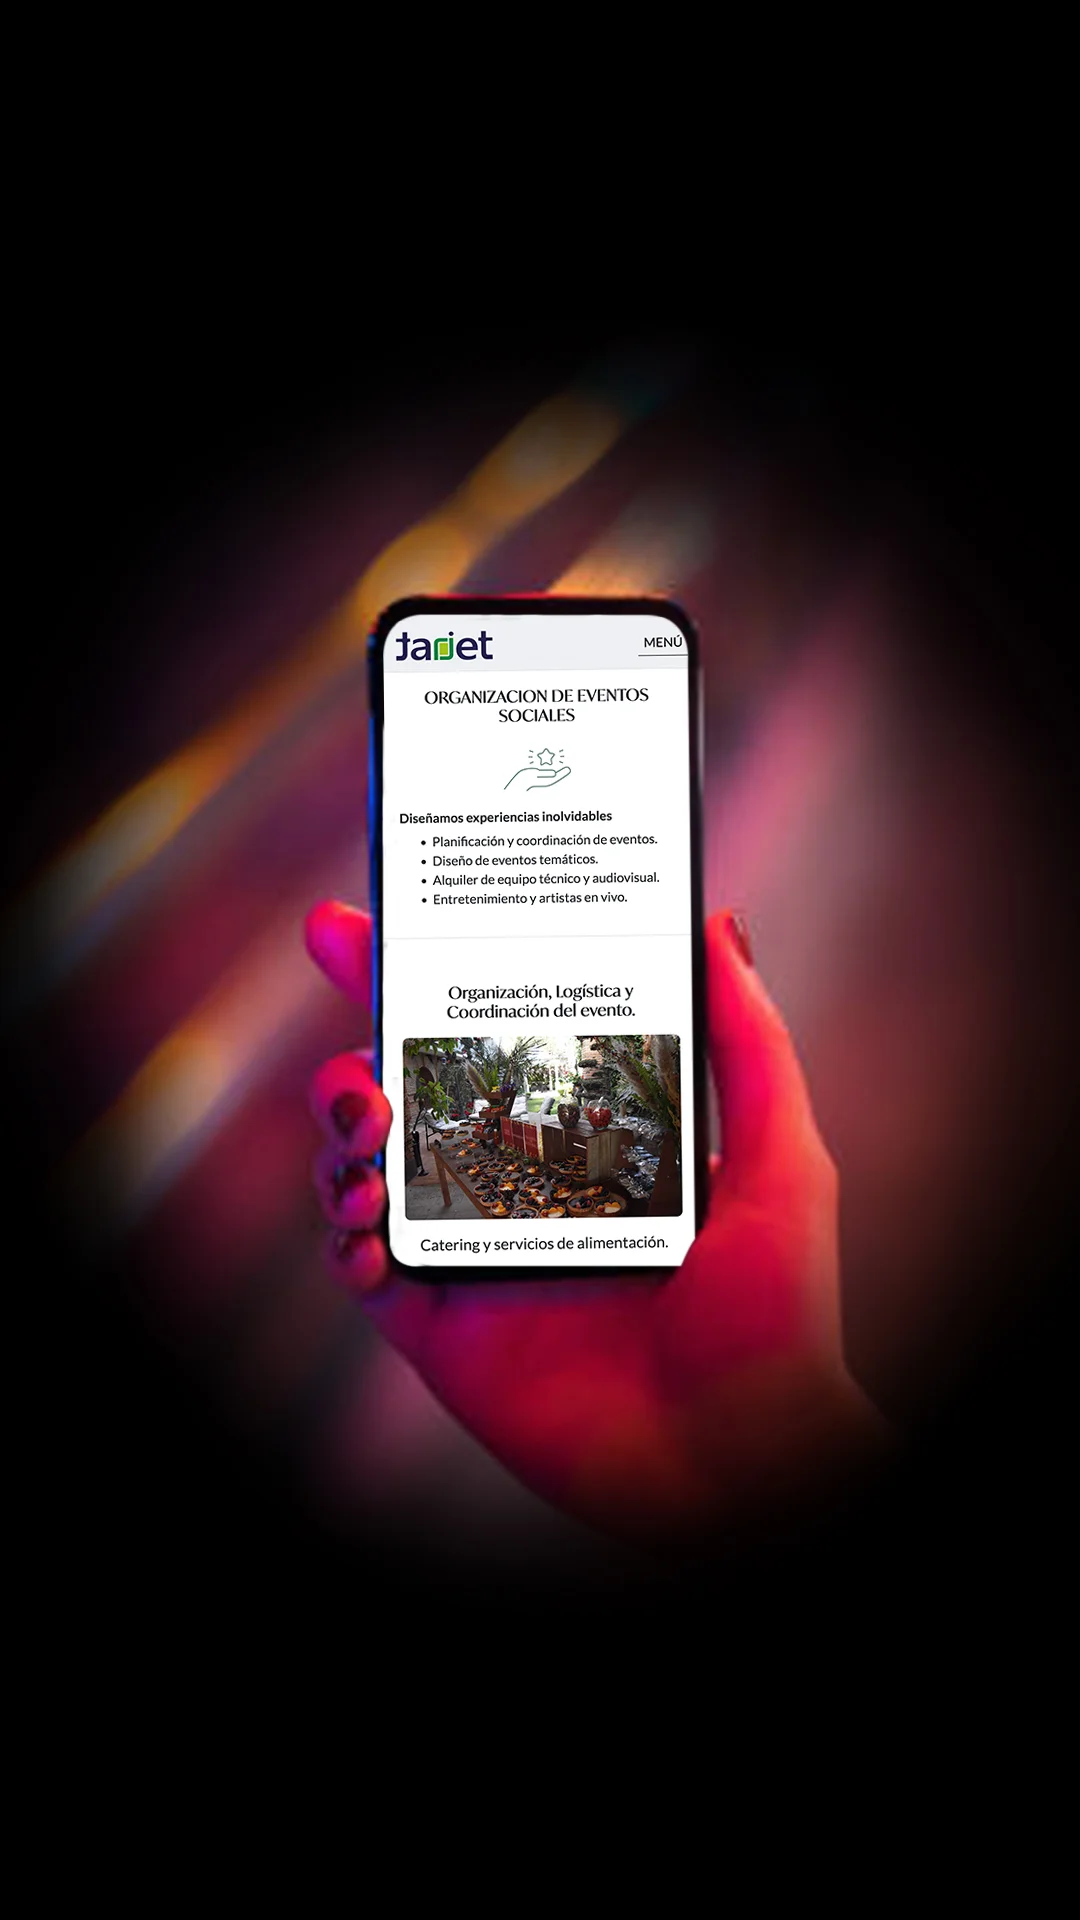 tarjet
MENÚ
ORGANIZACION DE EVENTOS
SOCIALES
Diseñamos experiencias inolvidables
• Planificación y coordinación de eventos.
• Diseño de eventos temáticos.
• Alquiler de equipo técnico y audiovisual.
• Entretenimiento y artistas en vivo.
Organización, Logística y
Coordinación del evento.
Catering y servicios de alimentación.